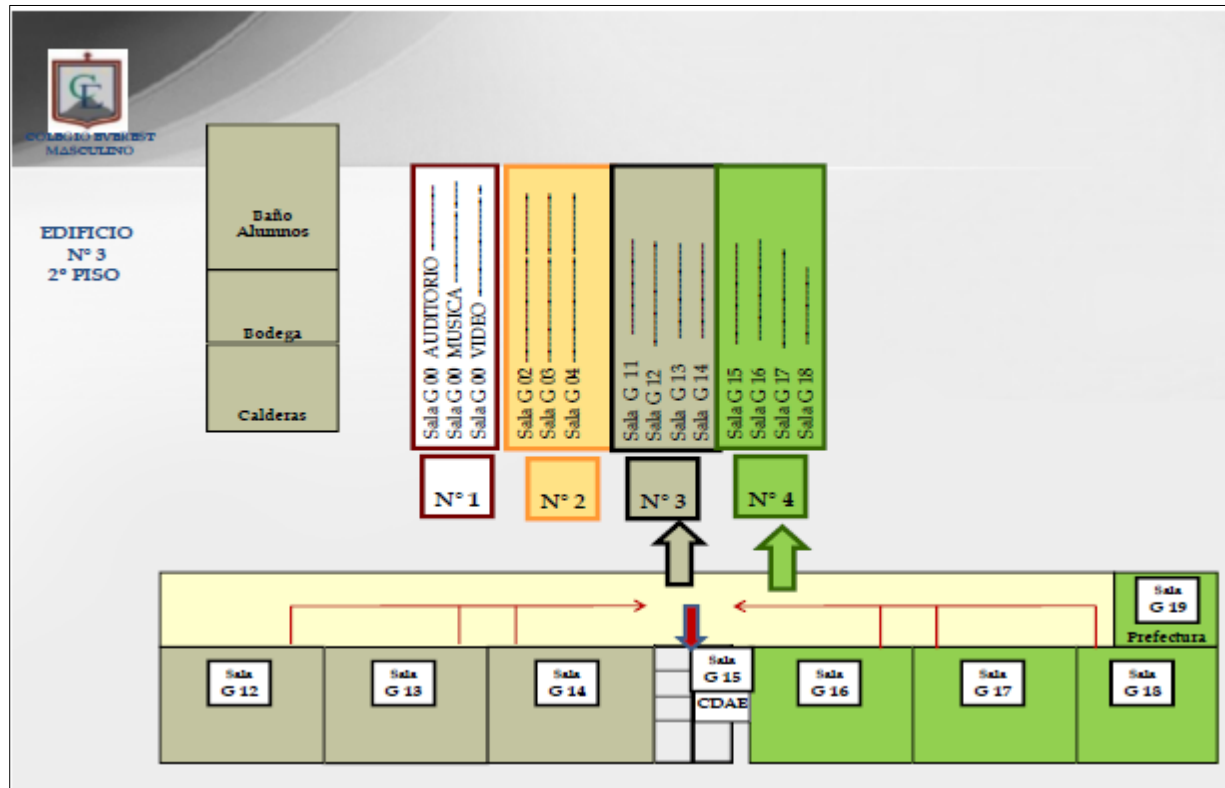 COLEGIO EVEREST
MASCULINO
EDIFICIO
N° 3
2° PISO
Baño
Alumnos
Bodega
Calderas
Sala G 00 AUDITORIO ----------
Sala G 00 MUSICA ----------------
Sala G 00 VIDEO -------------------
Sala G 02 ----------------------------
Sala G 03 ----------------------------
Sala G 04 ----------------------------
Sala G 11 ----------------
Sala G 12 ----------------
Sala G 13 ----------------
Sala G 14 ----------------
Sala G 15 ----------------
Sala G 16 ----------------
Sala G 17 ----------------
Sala G 18 ------------
N° 1
N° 2
N° 3
N° 4
Sala
G 19
Prefectura
Sala
G 12
Sala
G 13
Sala
G 14
Sala
G 15
CDAE
Sala
G 16
Sala
G 17
Sala
G 18